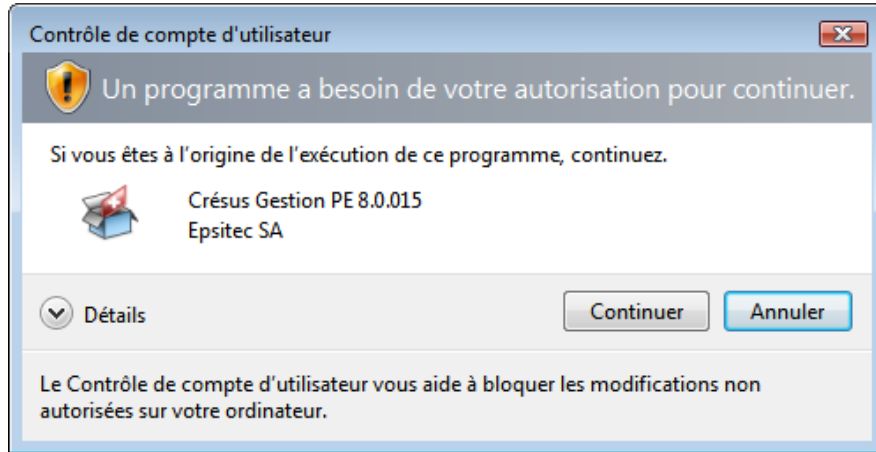 Contrôle de compte d'utilisateur
Un programme a besoin de votre autorisation pour continuer.
Si vous êtes à l'origine de l'exécution de ce programme, continuez.
Crésus Gestion PE 8.0.015
Epsitec SA
Détails
Continuer
Annuler
Le Contrôle de compte d'utilisateur vous aide à bloquer les modifications non
autorisées sur votre ordinateur.